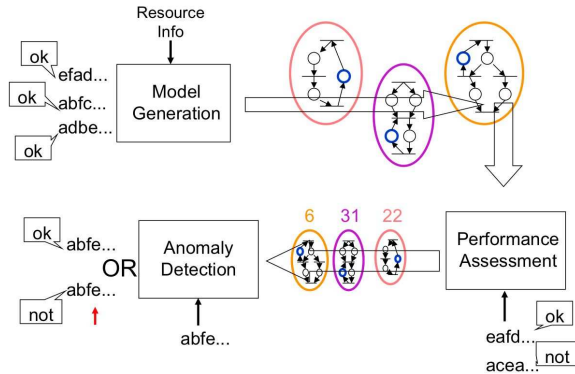 Resource
Info
ok
efad...
ok
abfc...
adbe...
ok
Model
Generation
6
31
22
ok
abfe...
OR
abfe...
not
Anomaly
Detection
abfe...
Performance
Assessment
ok
eafd...
not
acea...